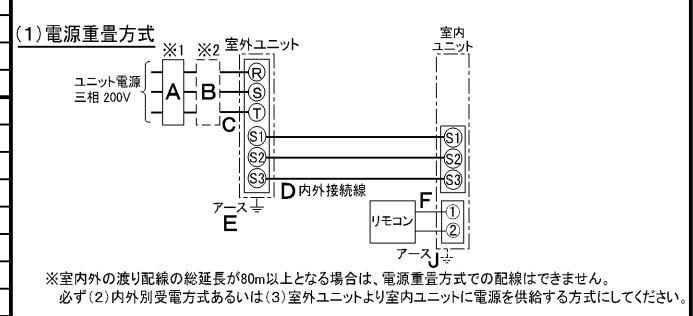 (1)電源重畳方式
※1 ※2 室外ユニット
室内
ユニット
ユニット電源
三相 200V
A B
R
S
T
C
S1 S1
S2 S2
S3 S3
D 内外接続線
アース
E
F
リモコン
①
②
アース J
※室内外の渡り配線の総延長が80m以上となる場合は、電源重畳方式での配線はできません。
必ず(2)内外別受電方式あるいは(3)室外ユニットより室内ユニットに電源を供給する方式にしてください。